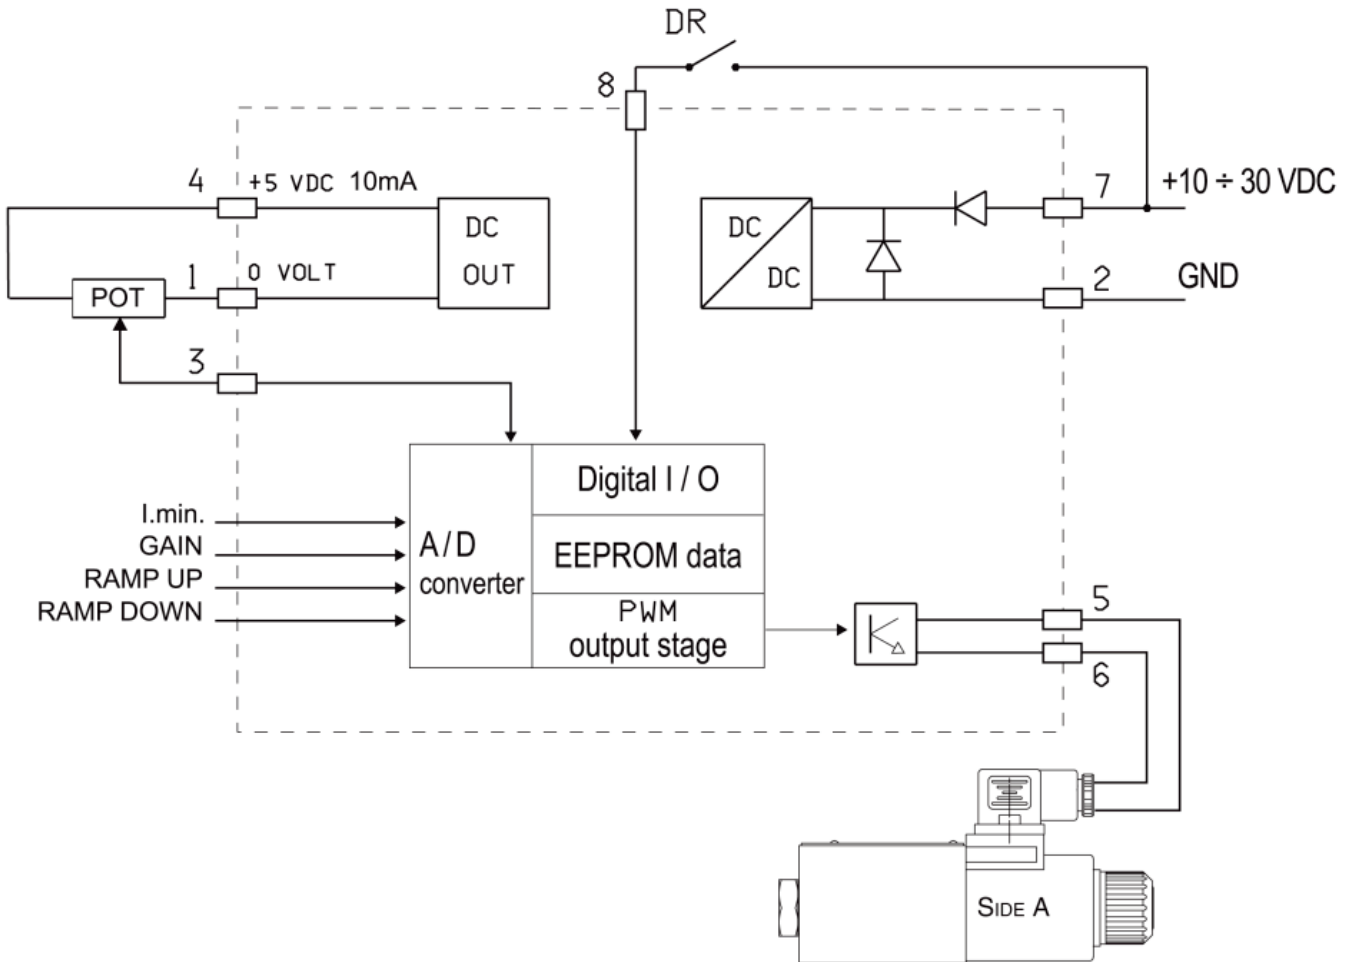 DR
8
4
+5 VDC 10mA
7
+10 ÷ 30 VDC
DC
OUT
DC
DC
1
0 VOLT
2
GND
POT
3
Digital I / O
I.min.
GAIN
RAMP UP
RAMP DOWN
A/D
converter
EEPROM data
PWM
output stage
5
6
SIDE A